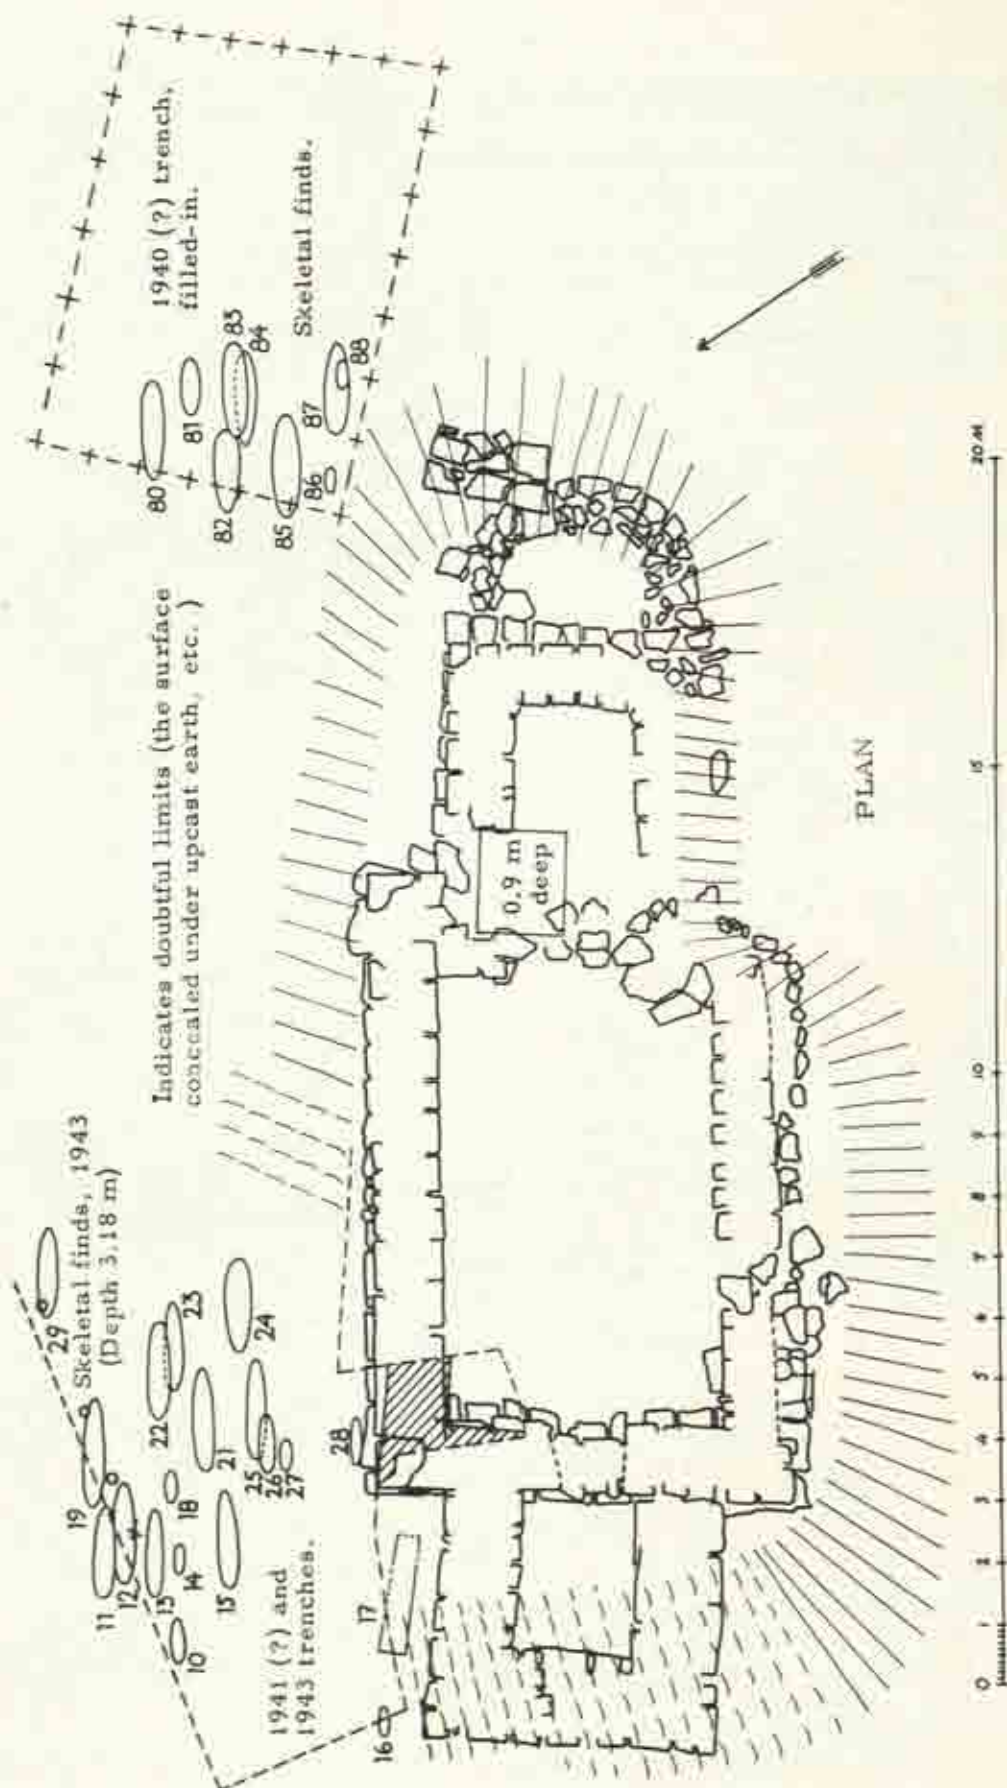 1940 (?) trench,
filled-in.
Skeletal finds.
80
81
82
83
84
85
86
87
88
Indicates doubtful limits (the surface
concealed under upcast earth, etc.)
Skeletal finds, 1943
(Depth 3.18 m)
29
19
11
12
13
14
10
15
18
22
23
21
24
25
26
27
28
1941 (?) and
1943 trenches.
17
16
0.9 m
deep
PLAN
0 1 2 3 4 5 6 7 8 9 10 15 20 M